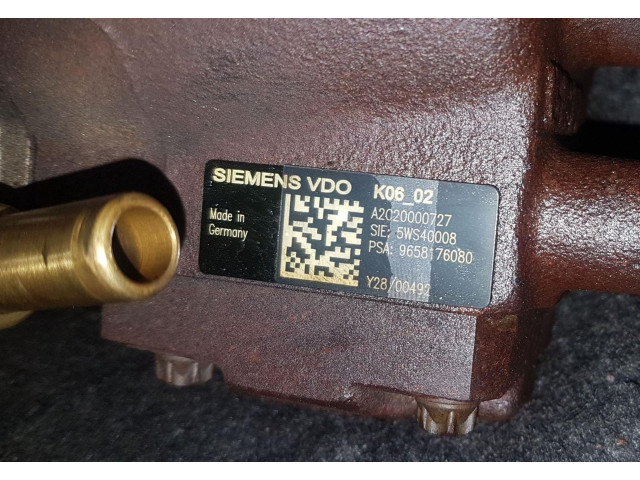 SIEMENS VDO
K06_02
Made in
Germany
A2C20000727
SIE: 5WS40008
PSA: 9658176080
Y28/00492